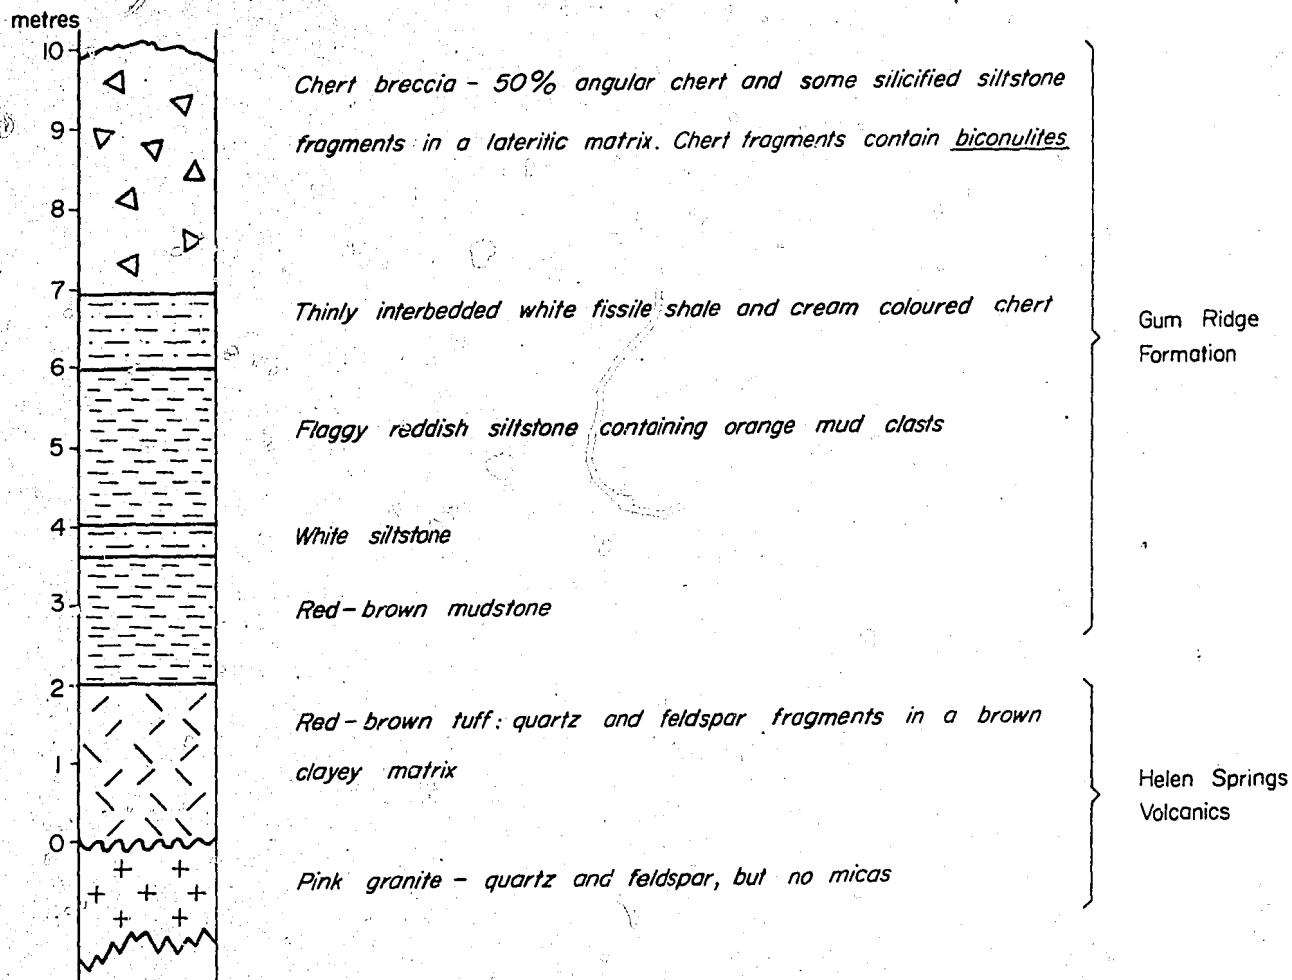 metres
10
Chert breccia - 50% angular chert and some silicified siltstone
9
fragments in a lateritic matrix. Chert fragments contain biconulites
8
7
Thinly interbedded white fissile shale and cream coloured chert
Gum Ridge
Formation
6
Flaggy reddish siltstone containing orange mud clasts
5
4
White siltstone
3
Red-brown mudstone
2
Red-brown tuff: quartz and feldspar fragments in a brown
1
clayey matrix
Helen Springs
Volcanics
0
Pink granite - quartz and feldspar, but no micas